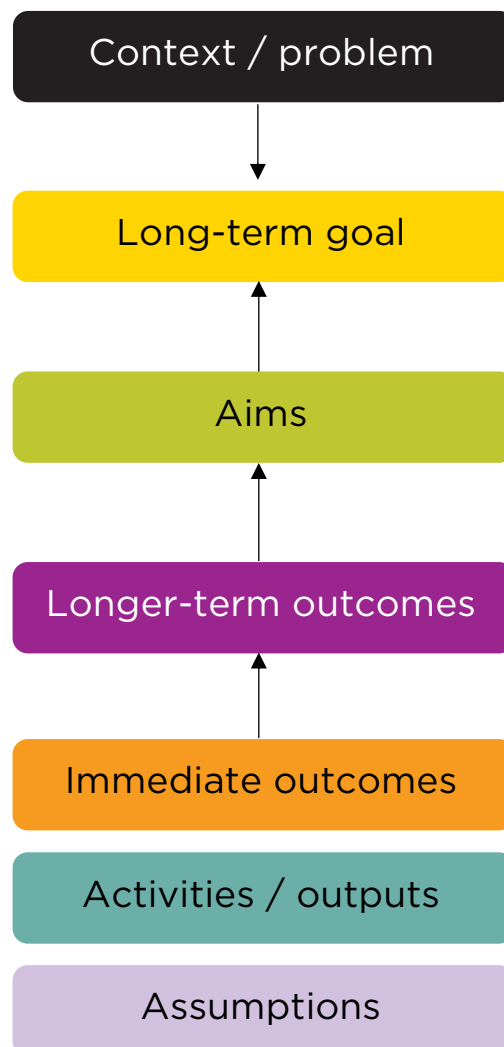 Context / problem
Long-term goal
Aims
Longer-term outcomes
Immediate outcomes
Activities / outputs
Assumptions